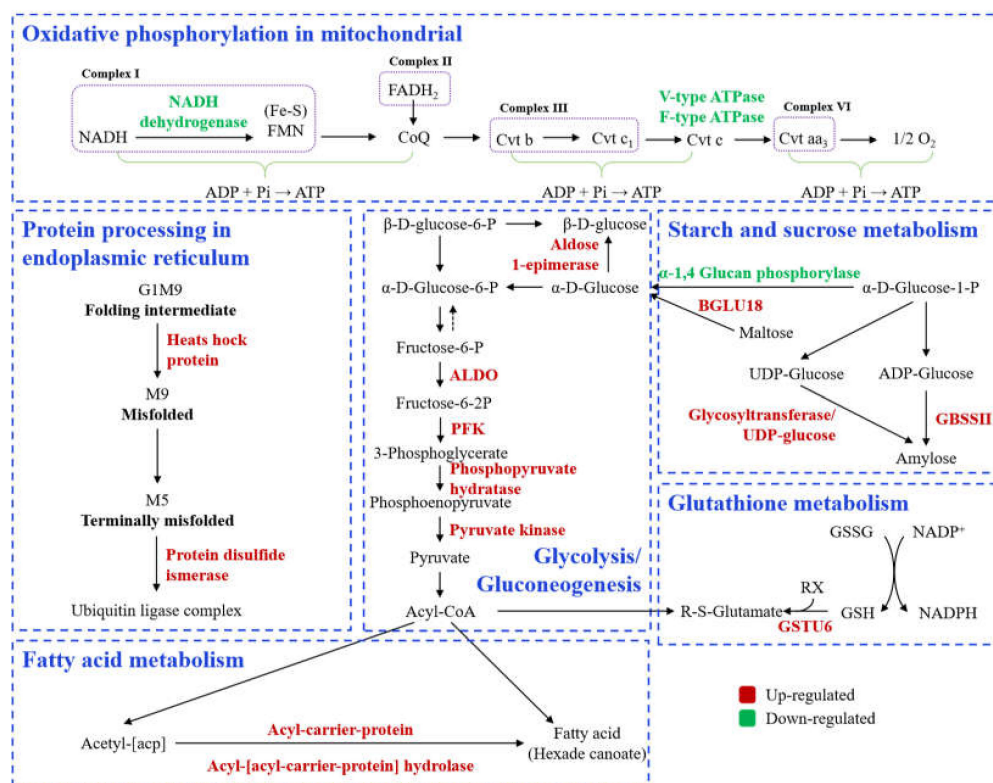 Oxidative phosphorylation in mitochondrial
Complex I
NADH
NADH
dehydrogenase
(Fe-S)
FMN
Complex II
FADH₂
CoQ
Complex III
Cvt b
Cvt c₁
V-type ATPase
F-type ATPase
Cvt c
Complex VI
Cvt aa₃
1/2 O₂
ADP + Pi → ATP
ADP + Pi → ATP
ADP + Pi → ATP
Protein processing in
endoplasmic reticulum
G1M9
Folding intermediate
Heats hock
protein
M9
Misfolded
M5
Terminally misfolded
Protein disulfide
ismerase
Ubiquitin ligase complex
β-D-glucose-6-P
β-D-glucose
Aldose
1-epimerase
α-D-Glucose-6-P
α-D-Glucose
Fructose-6-P
ALDO
Fructose-6-2P
PFK
3-Phosphoglycerate
Phosphopyruvate
hydratase
Phosphoenopyruvate
Pyruvate kinase
Pyruvate
Glycolysis/
Gluconeogenesis
Acyl-CoA
Starch and sucrose metabolism
α-1,4 Glucan phosphorylase
α-D-Glucose-1-P
BGLU18
Maltose
UDP-Glucose
ADP-Glucose
Glycosyltransferase/
UDP-glucose
GBSSII
Amylose
Glutathione metabolism
GSSG
NADP⁺
RX
R-S-Glutamate
GSH
NADPH
GSTU6
Fatty acid metabolism
Acetyl-[acp]
Acyl-carrier-protein
Acyl-[acyl-carrier-protein] hydrolase
Fatty acid
(Hexade canoate)
Up-regulated
Down-regulated